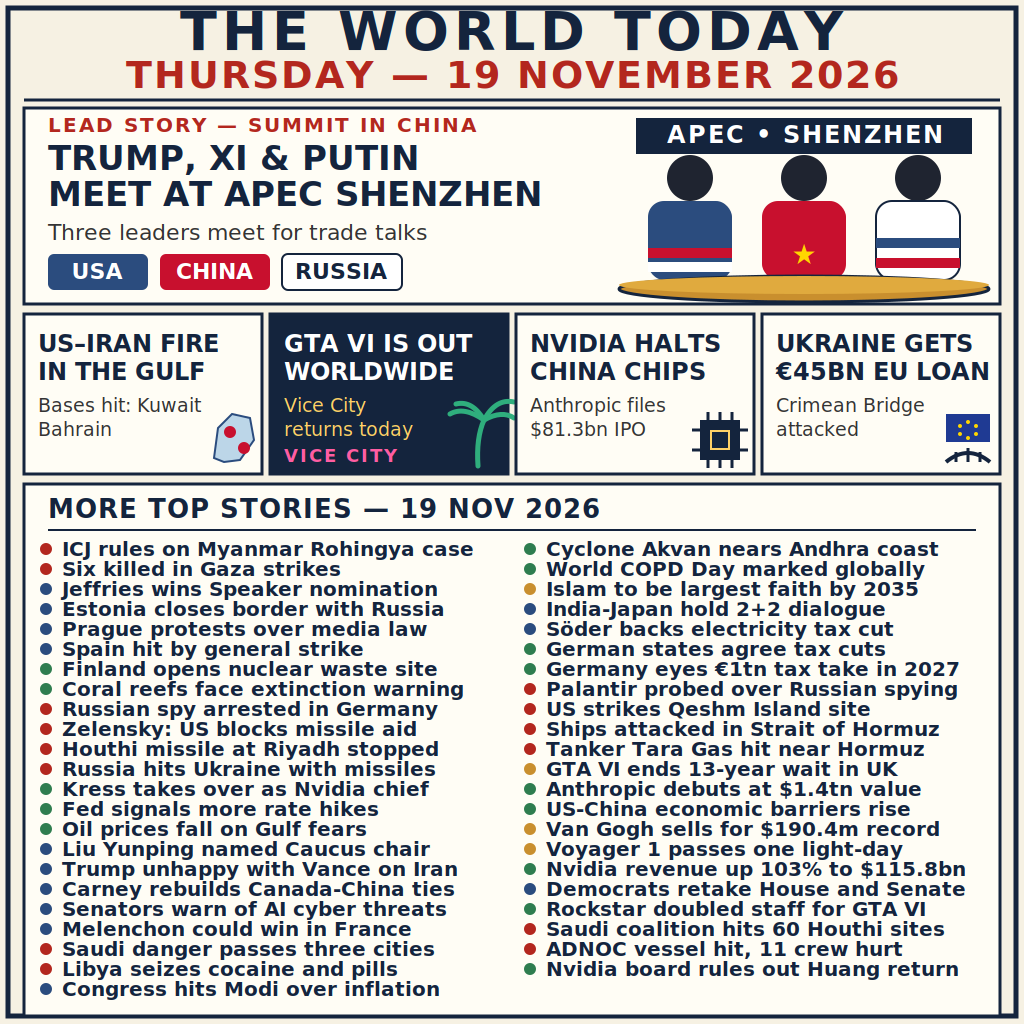 THE WORLD TODAY
THURSDAY — 19 NOVEMBER 2026
LEAD STORY — SUMMIT IN CHINA
TRUMP, XI & PUTIN
MEET AT APEC SHENZHEN
Three leaders meet for trade talks
USA
CHINA
RUSSIA
APEC • SHENZHEN
US–IRAN FIRE
IN THE GULF
Bases hit: Kuwait
Bahrain
GTA VI IS OUT
WORLDWIDE
Vice City
returns today
VICE CITY
NVIDIA HALTS
CHINA CHIPS
Anthropic files
$81.3bn IPO
UKRAINE GETS
€45BN EU LOAN
Crimean Bridge
attacked
MORE TOP STORIES — 19 NOV 2026
ICJ rules on Myanmar Rohingya case
Six killed in Gaza strikes
Jeffries wins Speaker nomination
Estonia closes border with Russia
Prague protests over media law
Spain hit by general strike
Finland opens nuclear waste site
Coral reefs face extinction warning
Russian spy arrested in Germany
Zelensky: US blocks missile aid
Houthi missile at Riyadh stopped
Russia hits Ukraine with missiles
Kress takes over as Nvidia chief
Fed signals more rate hikes
Oil prices fall on Gulf fears
Liu Yunping named Caucus chair
Trump unhappy with Vance on Iran
Carney rebuilds Canada-China ties
Senators warn of AI cyber threats
Melenchon could win in France
Saudi danger passes three cities
Libya seizes cocaine and pills
Congress hits Modi over inflation
Cyclone Akvan nears Andhra coast
World COPD Day marked globally
Islam to be largest faith by 2035
India-Japan hold 2+2 dialogue
Söder backs electricity tax cut
German states agree tax cuts
Germany eyes €1tn tax take in 2027
Palantir probed over Russian spying
US strikes Qeshm Island site
Ships attacked in Strait of Hormuz
Tanker Tara Gas hit near Hormuz
GTA VI ends 13-year wait in UK
Anthropic debuts at $1.4tn value
US-China economic barriers rise
Van Gogh sells for $190.4m record
Voyager 1 passes one light-day
Nvidia revenue up 103% to $115.8bn
Democrats retake House and Senate
Rockstar doubled staff for GTA VI
Saudi coalition hits 60 Houthi sites
ADNOC vessel hit, 11 crew hurt
Nvidia board rules out Huang return